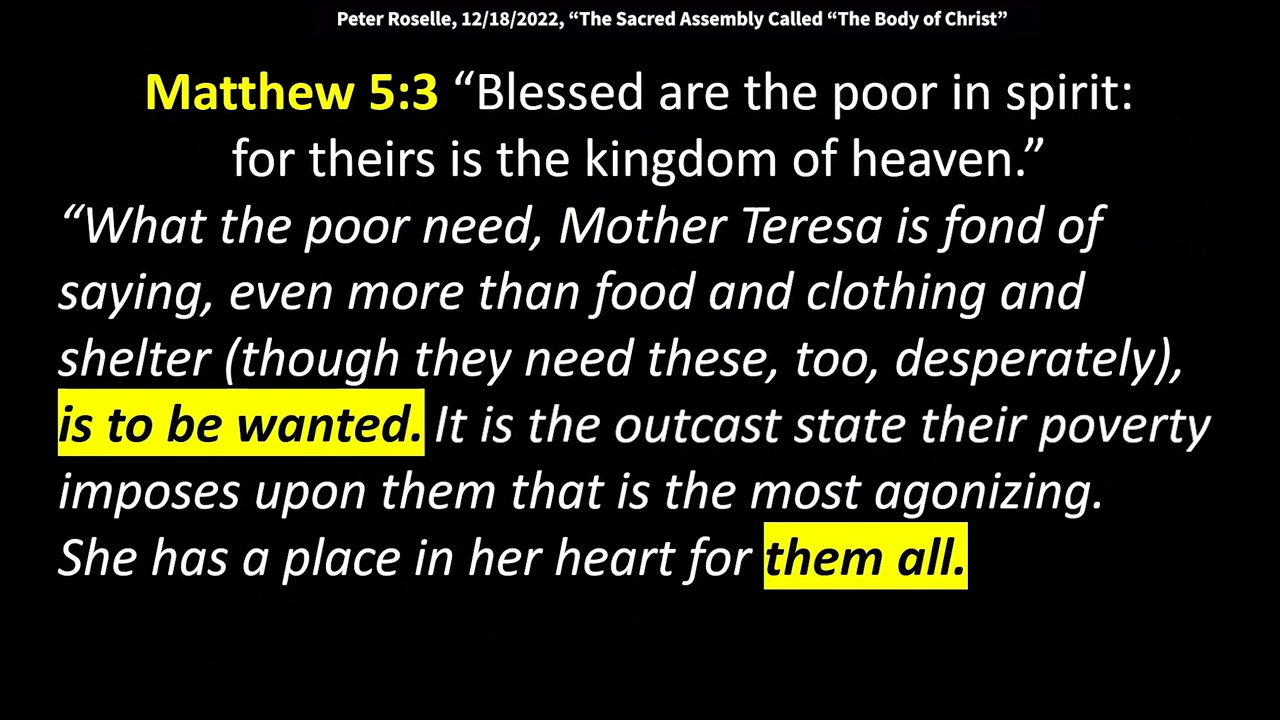 Peter Roselle, 12/18/2022, “The Sacred Assembly Called “The Body of Christ”
Matthew 5:3 “Blessed are the poor in spirit:
for theirs is the kingdom of heaven.”
“What the poor need, Mother Teresa is fond of
saying, even more than food and clothing and
shelter (though they need these, too, desperately),
is to be wanted. It is the outcast state their poverty
imposes upon them that is the most agonizing.
She has a place in her heart for them all.